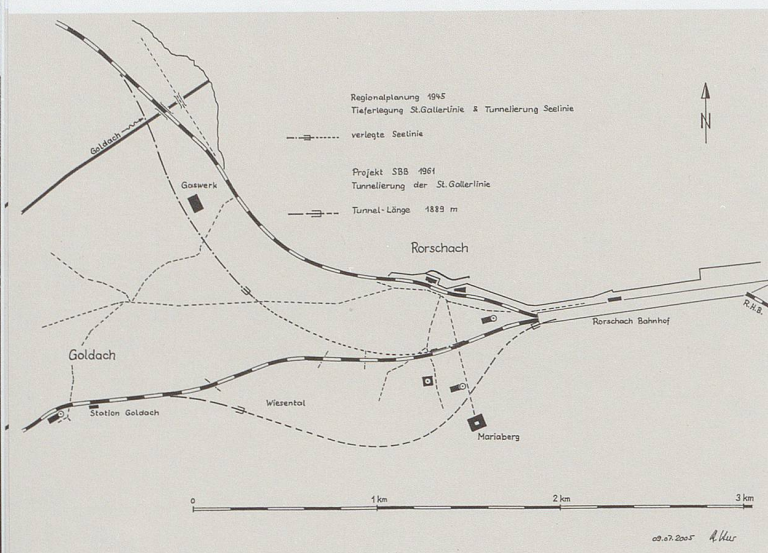 Regionalplanung 1945
Tieferlegung St.Gallerlinie & Tunnelierung Seelinie
verlegte Seelinie
Projekt SBB 1961
Tunnelierung der St.Gallerlinie
Tunnel-Länge 1889 m
N
Goldach
Gaswerk
Rorschach
R.H.B.
Rorschach Bahnhof
Goldach
Station Goldach
Wiesental
Mariaberg
0 1 km 2 km 3 km
09.07.2005